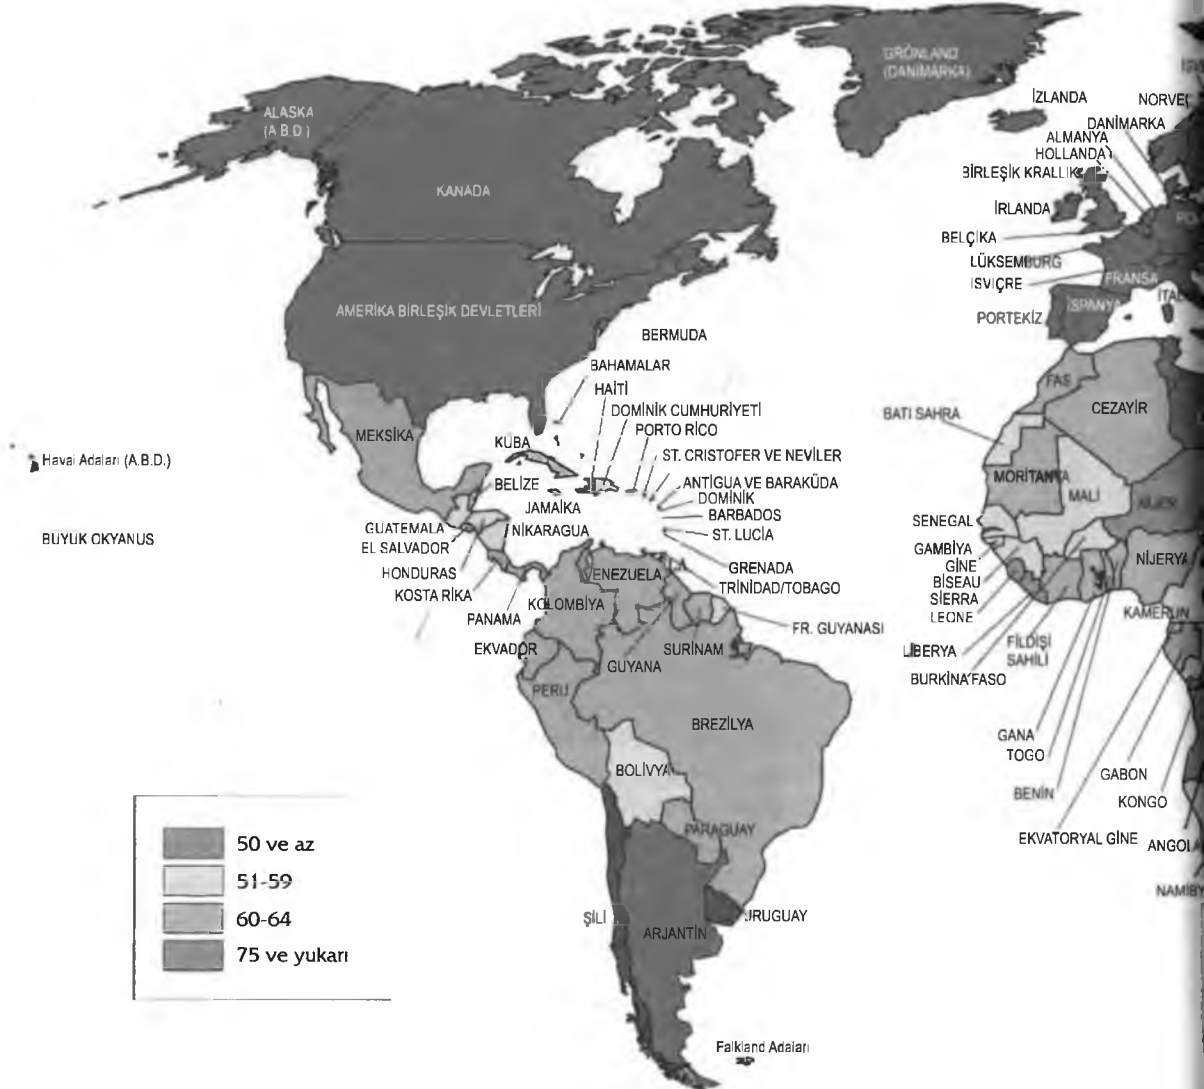 GRÖNLAND
(DANİMARKA)
İZLANDA
NORVEÇ
ALASKA
(A.B.D.)
DANİMARKA
ALMANYA
HOLLANDA
BİRLEŞİK KRALLIK
KANADA
İRLANDA
BELÇİKA
LÜKSEMBURG
FRANSA
İSVİÇRE
AMERİKA BİRLEŞİK DEVLETLERİ
İSPANYA
PORTEKİZ
BERMUDA
BAHAMALAR
HAİTİ
FAS
DOMİNİK CUMHURİYETİ
CEZAYİR
BATI SAHRA
MEKSİKA
PORTO RİCO
KÜBA
ST. CRISTOFER VE NEVİLER
Havai Adaları (A.B.D.)
MORİTANYA
BELİZE
ANTİGUA VE BARAKÜDA
MALİ
DOMİNİK
NİJER
JAMAİKA
BARBADOS
SENEGAL
GUATEMALA
NİKARAGUA
ST. LUCİA
BÜYÜK OKYANUS
EL SALVADOR
GAMBİYA
NİJERYA
GİNE
GRENADA
HONDURAS
VENEZUELA
BİSEAU
TRİNİDAD/TOBAGO
KOSTA RİKA
SİERRA
LEONE
KOLOMBİYA
KAMERUN
PANAMA
FR. GUYANASI
EKVADOR
SURİNAM
FİLDİŞİ
SAHİLİ
LİBERYA
GUYANA
BURKİNA FASO
PERU
BREZİLYA
GANA
TOGO
BOLİVYA
GABON
BENİN
KONGO
PARAGUAY
EKVATORYAL GİNE
ANGOLA
50 ve az
51-59
60-64
75 ve yukarı
NAMİBY
ŞİLİ
URUGUAY
ARJANTİN
Falkland Adaları